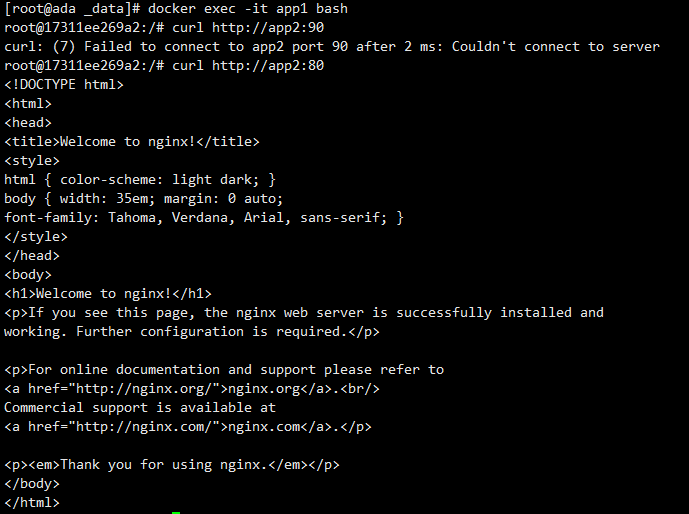 [root@ada _data]# docker exec -it app1 bash
root@17311ee269a2:/# curl http://app2:90
curl: (7) Failed to connect to app2 port 90 after 2 ms: Couldn't connect to server
root@17311ee269a2:/# curl http://app2:80
<!DOCTYPE html>
<html>
<head>
<title>Welcome to nginx!</title>
<style>
html { color-scheme: light dark; }
body { width: 35em; margin: 0 auto;
font-family: Tahoma, Verdana, Arial, sans-serif; }
</style>
</head>
<body>
<h1>Welcome to nginx!</h1>
<p>If you see this page, the nginx web server is successfully installed and
working. Further configuration is required.</p>

<p>For online documentation and support please refer to
<a href="http://nginx.org/">nginx.org</a>.<br/>
Commercial support is available at
<a href="http://nginx.com/">nginx.com</a>.</p>

<p><em>Thank you for using nginx.</em></p>
</body>
</html>